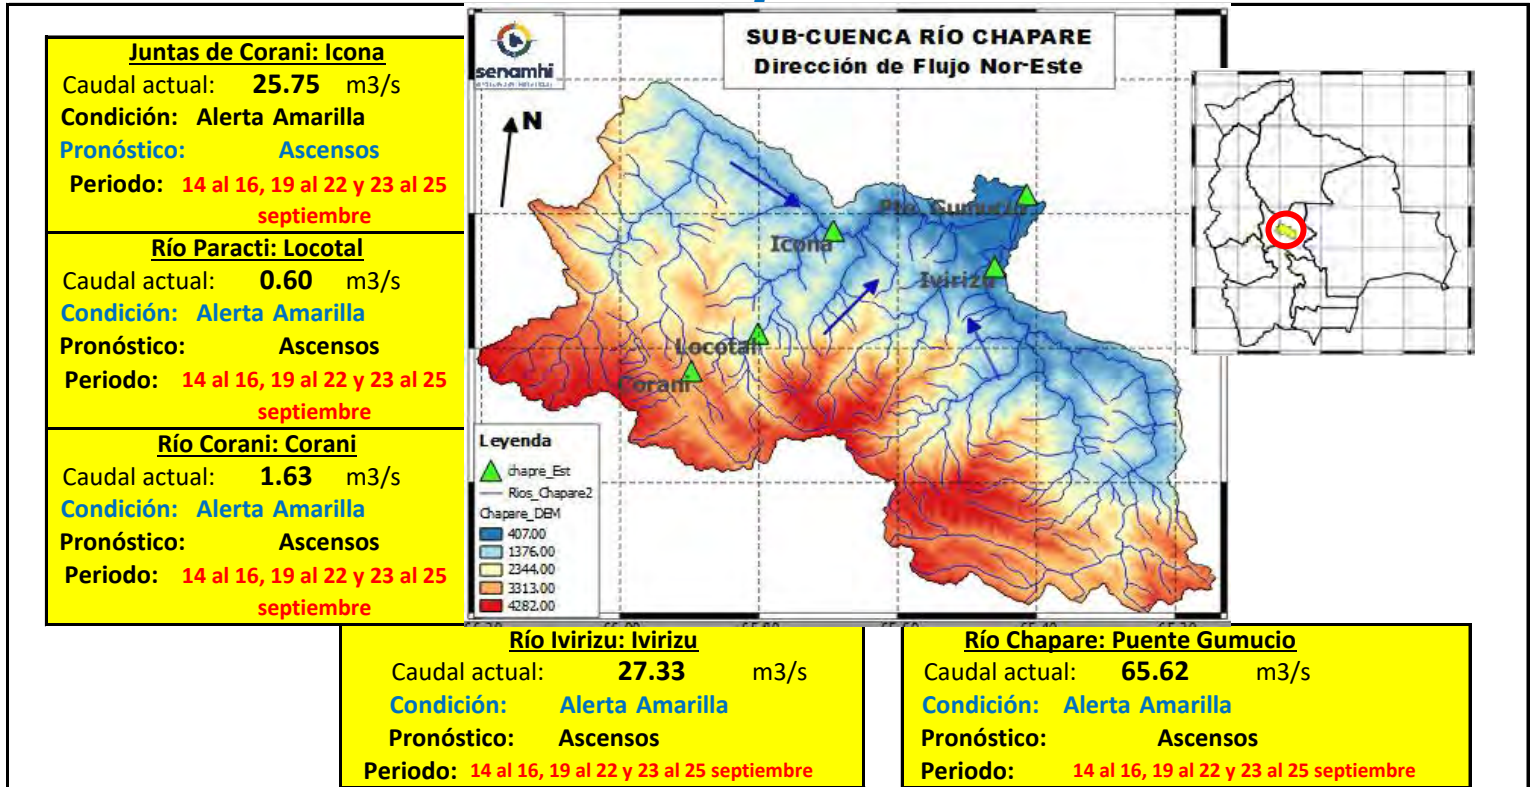 Juntas de Corani: Icona
Caudal actual: 25.75 m3/s
Condición: Alerta Amarilla
Pronóstico: Ascensos
Periodo: 14 al 16, 19 al 22 y 23 al 25
septiembre
Río Paracti: Locotal
Caudal actual: 0.60 m3/s
Condición: Alerta Amarilla
Pronóstico: Ascensos
Periodo: 14 al 16, 19 al 22 y 23 al 25
septiembre
Río Corani: Corani
Caudal actual: 1.63 m3/s
Condición: Alerta Amarilla
Pronóstico: Ascensos
Periodo: 14 al 16, 19 al 22 y 23 al 25
septiembre
senamhi
SUB-CUENCA RÍO CHAPARE
Dirección de Flujo Nor-Este
N
Pte. Gumucio
Icona
Ivirizu
Locotal
Corani
Leyenda
chapre_Est
Rios_Chapare2
Chapare_DEM
407.00
1376.00
2344.00
3313.00
4282.00
Río Ivirizu: Ivirizu
Caudal actual: 27.33 m3/s
Condición: Alerta Amarilla
Pronóstico: Ascensos
Periodo: 14 al 16, 19 al 22 y 23 al 25 septiembre
Río Chapare: Puente Gumucio
Caudal actual: 65.62 m3/s
Condición: Alerta Amarilla
Pronóstico: Ascensos
Periodo: 14 al 16, 19 al 22 y 23 al 25 septiembre